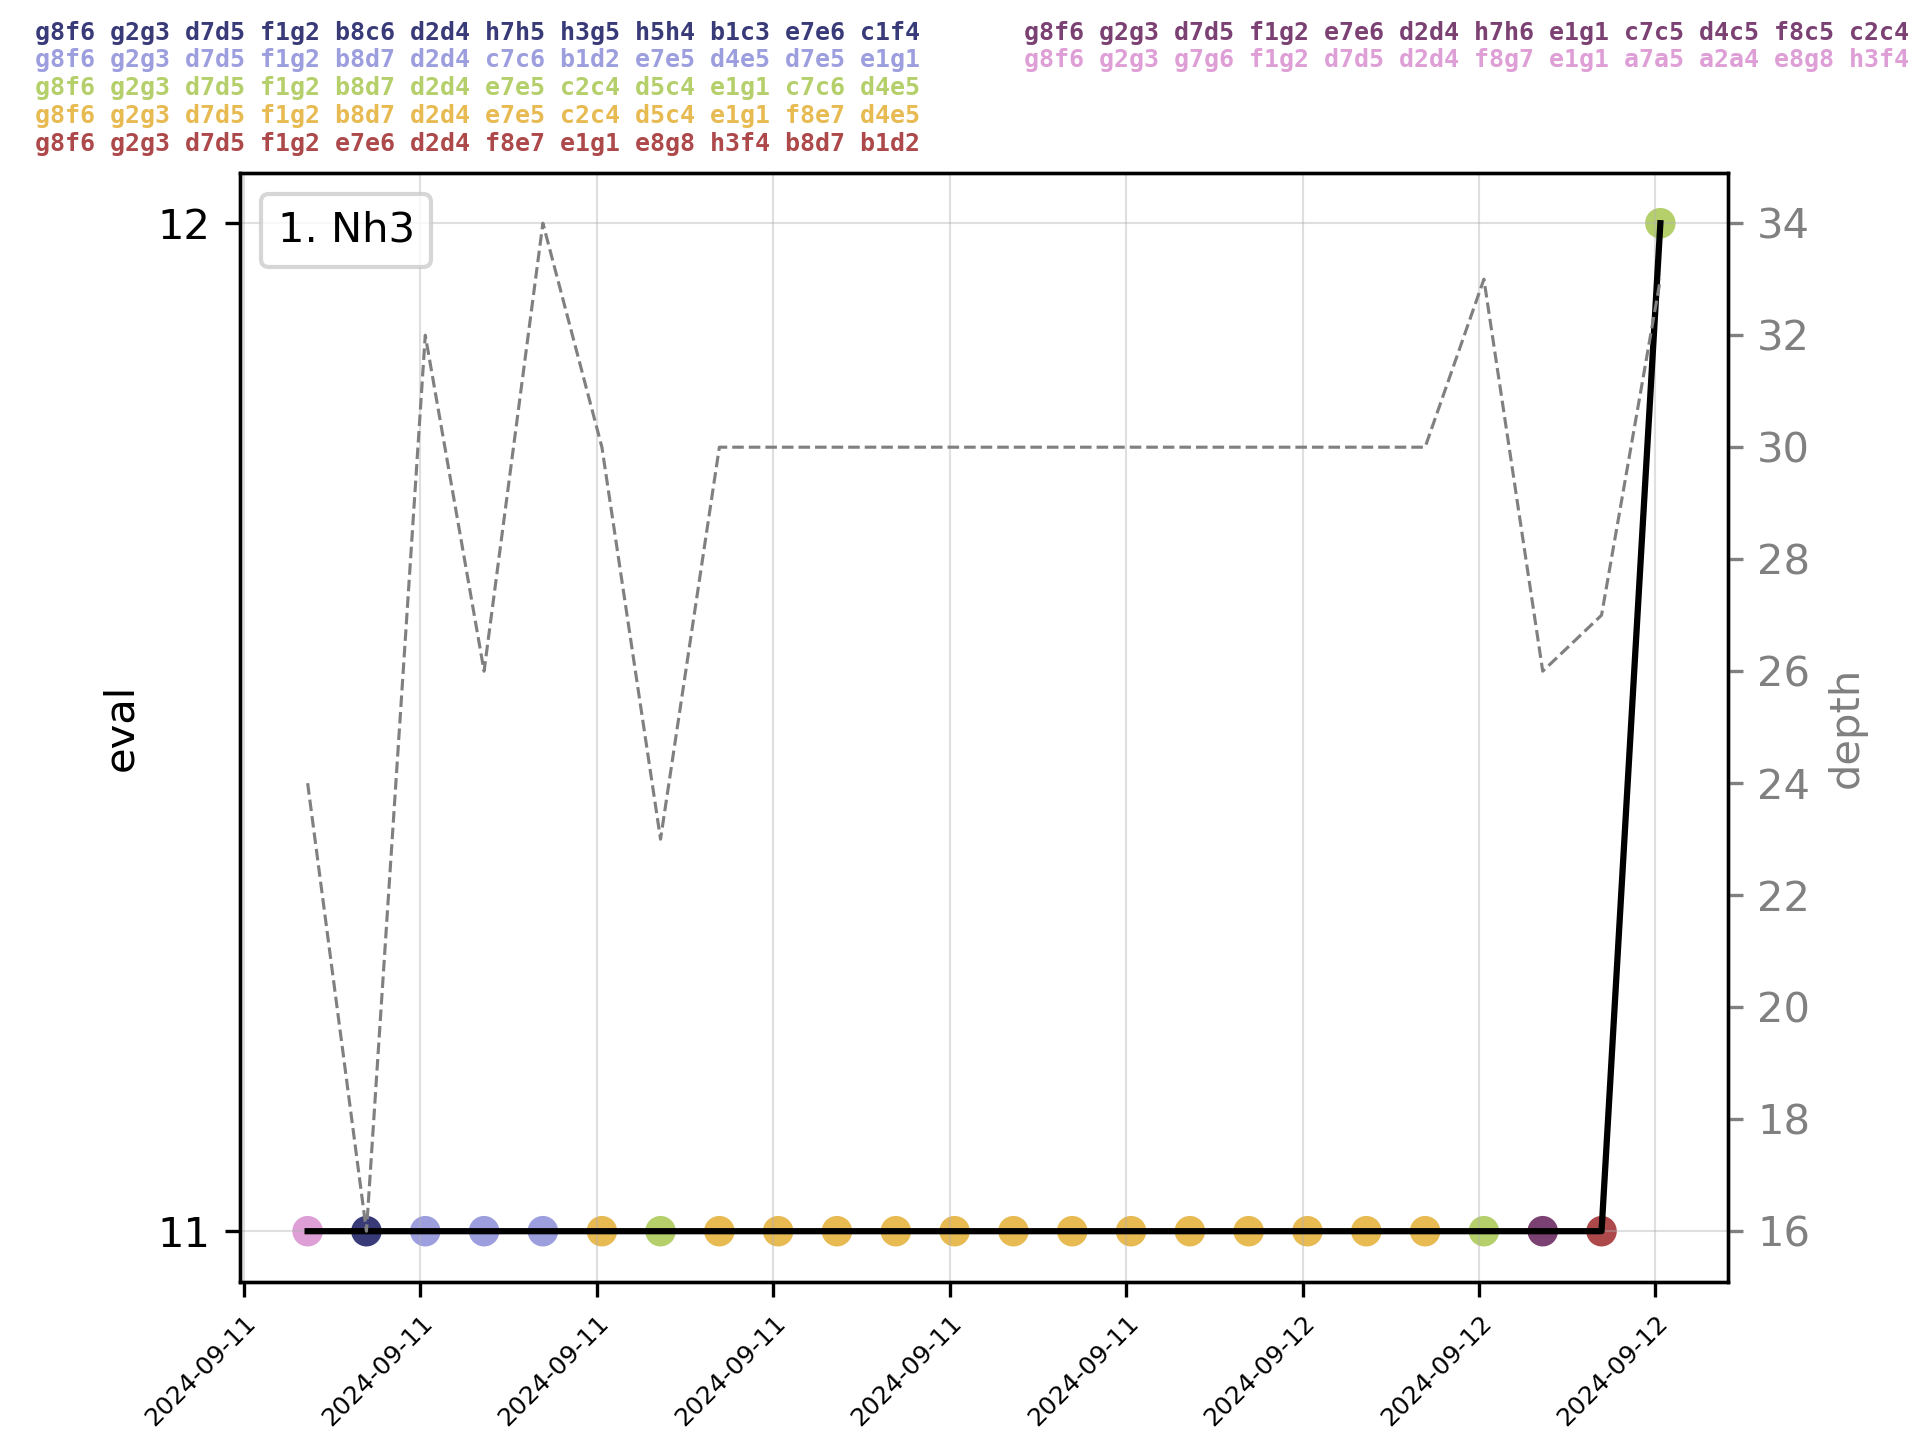 g8f6 g2g3 d7d5 f1g2 b8c6 d2d4 h7h5 h3g5 h5h4 b1c3 e7e6 c1f4
g8f6 g2g3 d7d5 f1g2 b8d7 d2d4 c7c6 b1d2 e7e5 d4e5 d7e5 e1g1
g8f6 g2g3 d7d5 f1g2 b8d7 d2d4 e7e5 c2c4 d5c4 e1g1 c7c6 d4e5
g8f6 g2g3 d7d5 f1g2 b8d7 d2d4 e7e5 c2c4 d5c4 e1g1 f8e7 d4e5
g8f6 g2g3 d7d5 f1g2 e7e6 d2d4 f8e7 e1g1 e8g8 h3f4 b8d7 b1d2
g8f6 g2g3 d7d5 f1g2 e7e6 d2d4 h7h6 e1g1 c7c5 d4c5 f8c5 c2c4
g8f6 g2g3 g7g6 f1g2 d7d5 d2d4 f8g7 e1g1 a7a5 a2a4 e8g8 h3f4
1. Nh3
eval
12
11
depth
34
32
30
28
26
24
22
20
18
16
2024-09-11
2024-09-11
2024-09-11
2024-09-11
2024-09-11
2024-09-11
2024-09-12
2024-09-12
2024-09-12